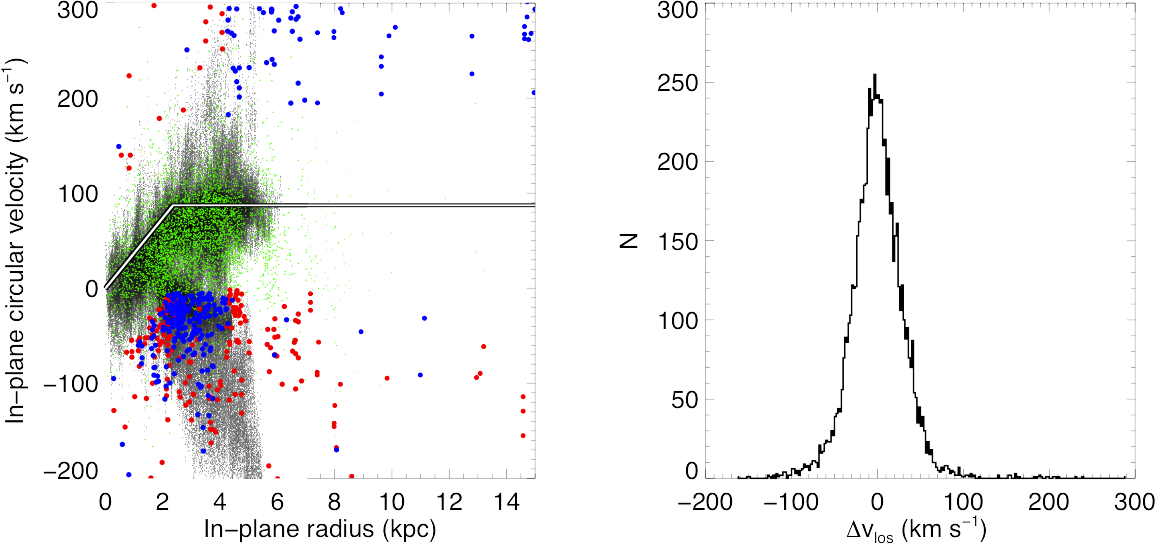 300
200
100
0
−100
−200
In−plane circular velocity (km s−1)
0 2 4 6 8 10 12 14
In−plane radius (kpc)
300
250
200
150
100
50
0
N
−200 −100 0 100 200 300
Δvlos (km s−1)